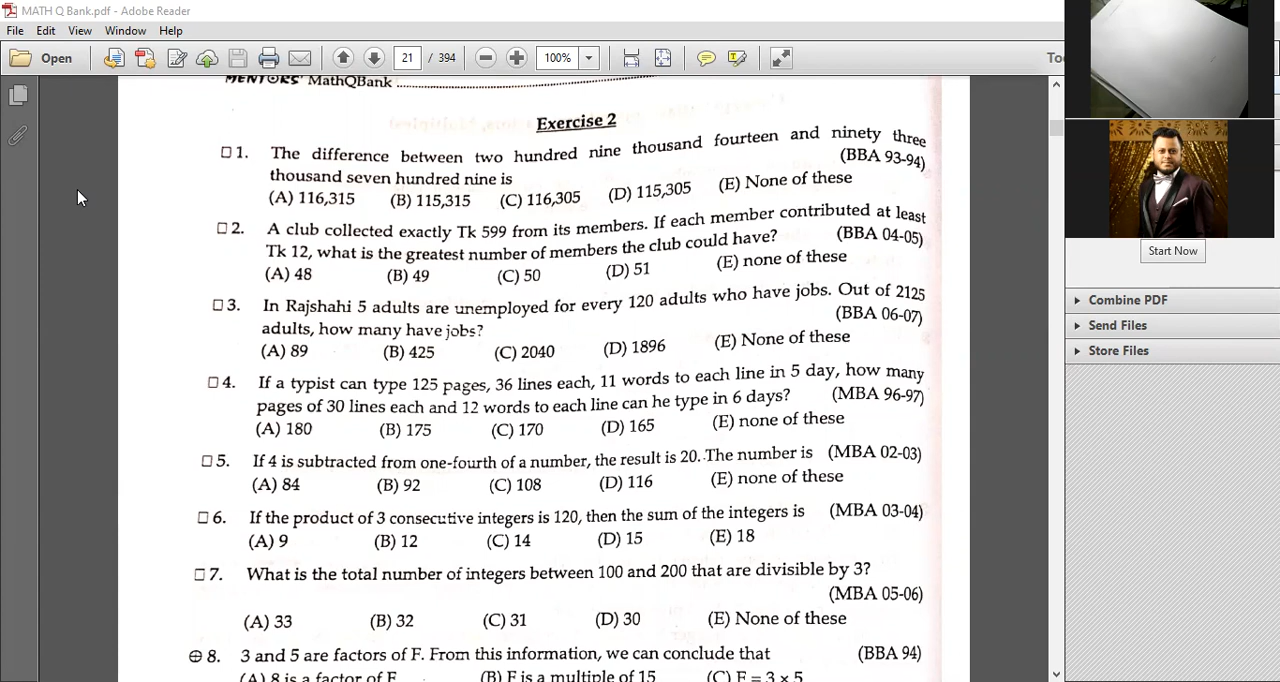 MATH Q Bank.pdf - Adobe Reader
File Edit View Window Help
Open 21 / 394 100%
MENTORS' MathQBank
Exercise 2
1. The difference between two hundred nine thousand fourteen and ninety three
thousand seven hundred nine is (BBA 93-94)
(A) 116,315 (B) 115,315 (C) 116,305 (D) 115,305 (E) None of these
2. A club collected exactly Tk 599 from its members. If each member contributed at least
Tk 12, what is the greatest number of members the club could have? (BBA 04-05)
(A) 48 (B) 49 (C) 50 (D) 51 (E) none of these
3. In Rajshahi 5 adults are unemployed for every 120 adults who have jobs. Out of 2125
adults, how many have jobs? (BBA 06-07)
(A) 89 (B) 425 (C) 2040 (D) 1896 (E) None of these
4. If a typist can type 125 pages, 36 lines each, 11 words to each line in 5 day, how many
pages of 30 lines each and 12 words to each line can he type in 6 days? (MBA 96-97)
(A) 180 (B) 175 (C) 170 (D) 165 (E) none of these
5. If 4 is subtracted from one-fourth of a number, the result is 20. The number is (MBA 02-03)
(A) 84 (B) 92 (C) 108 (D) 116 (E) none of these
6. If the product of 3 consecutive integers is 120, then the sum of the integers is (MBA 03-04)
(A) 9 (B) 12 (C) 14 (D) 15 (E) 18
7. What is the total number of integers between 100 and 200 that are divisible by 3?
(MBA 05-06)
(A) 33 (B) 32 (C) 31 (D) 30 (E) None of these
8. 3 and 5 are factors of F. From this information, we can conclude that (BBA 94)
(A) 8 is a factor of F (B) F is a multiple of 15 (C) F = 3 × 5
Start Now
Combine PDF
Send Files
Store Files